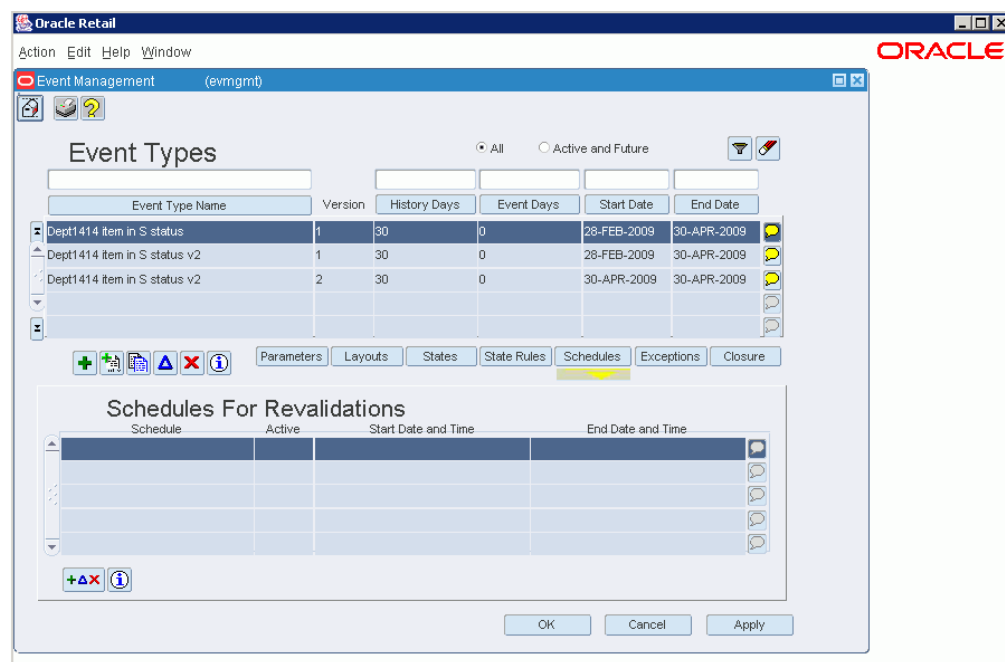 Oracle Retail
Action Edit Help Window
ORACLE
Event Management (evmgmt)
Event Types
All Active and Future
Event Type Name Version History Days Event Days Start Date End Date
Dept1414 item in S status 1 30 0 28-FEB-2009 30-APR-2009
Dept1414 item in S status v2 1 30 0 28-FEB-2009 30-APR-2009
Dept1414 item in S status v2 2 30 0 30-APR-2009 30-APR-2009
Parameters Layouts States State Rules Schedules Exceptions Closure
Schedules For Revalidations
Schedule Active Start Date and Time End Date and Time
OK Cancel Apply